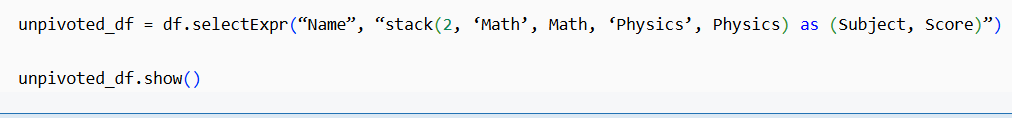 unpivoted_df = df.selectExpr(“Name”, “stack(2, ‘Math’, Math, ‘Physics’, Physics) as (Subject, Score)”)
unpivoted_df.show()